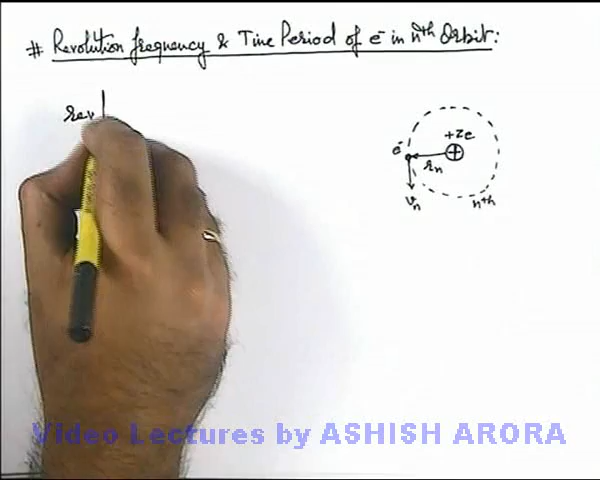 # Revolution frequency & Time Period of e⁻ in nth Orbit:
rev
+ze
e⁻
+
rn
vn
nth
Video Lectures by ASHISH ARORA